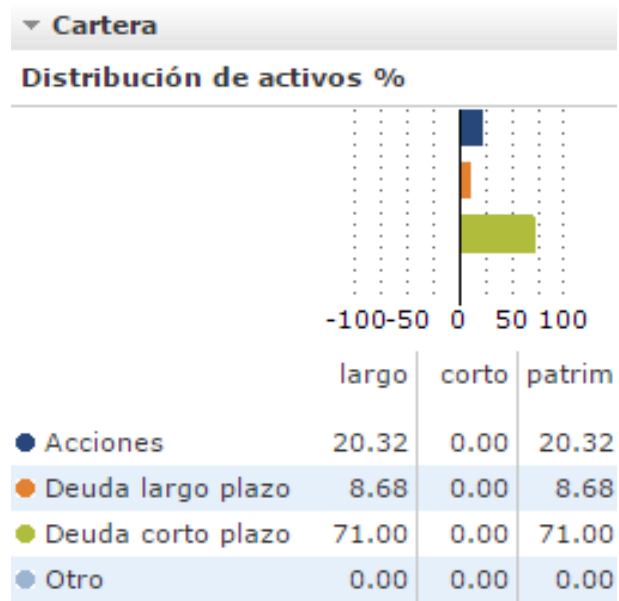 Cartera
Distribución de activos %
-100-50 0 50 100
largo corto patrim
Acciones 20.32 0.00 20.32
Deuda largo plazo 8.68 0.00 8.68
Deuda corto plazo 71.00 0.00 71.00
Otro 0.00 0.00 0.00